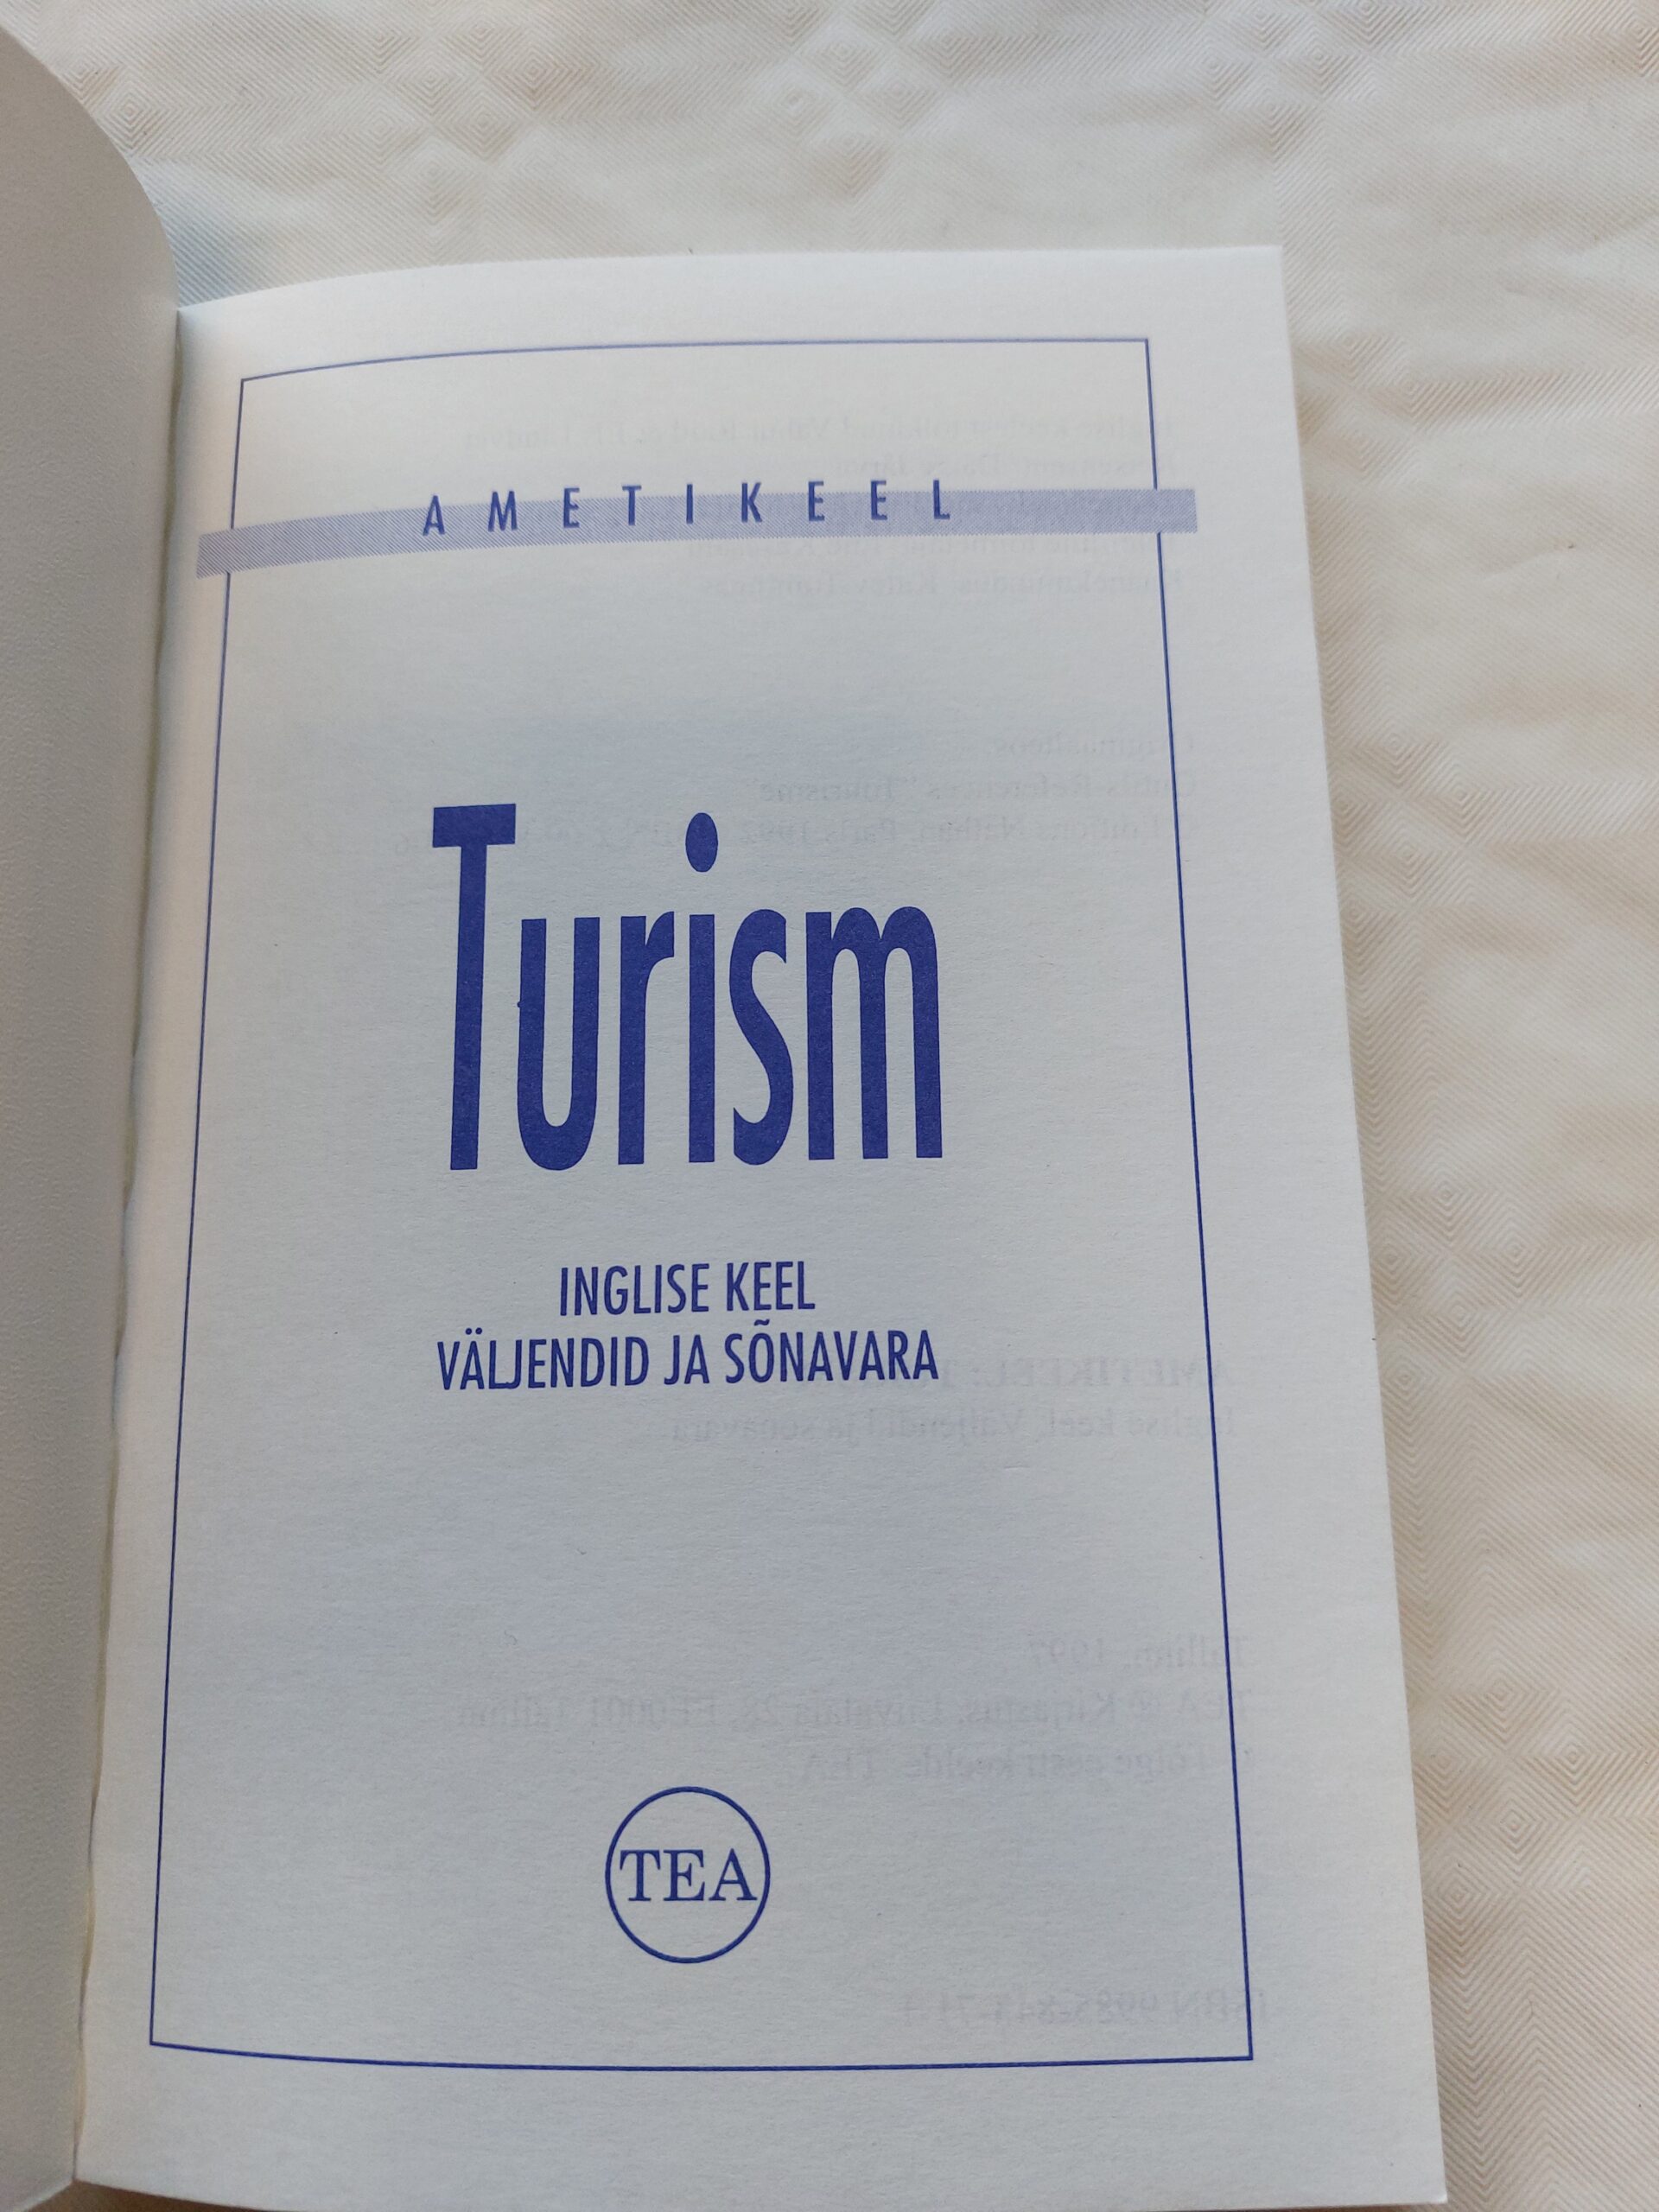 AMETIKEEL
Turism
INGLISE KEEL
VÄLJENDID JA SÕNAVARA
TEA